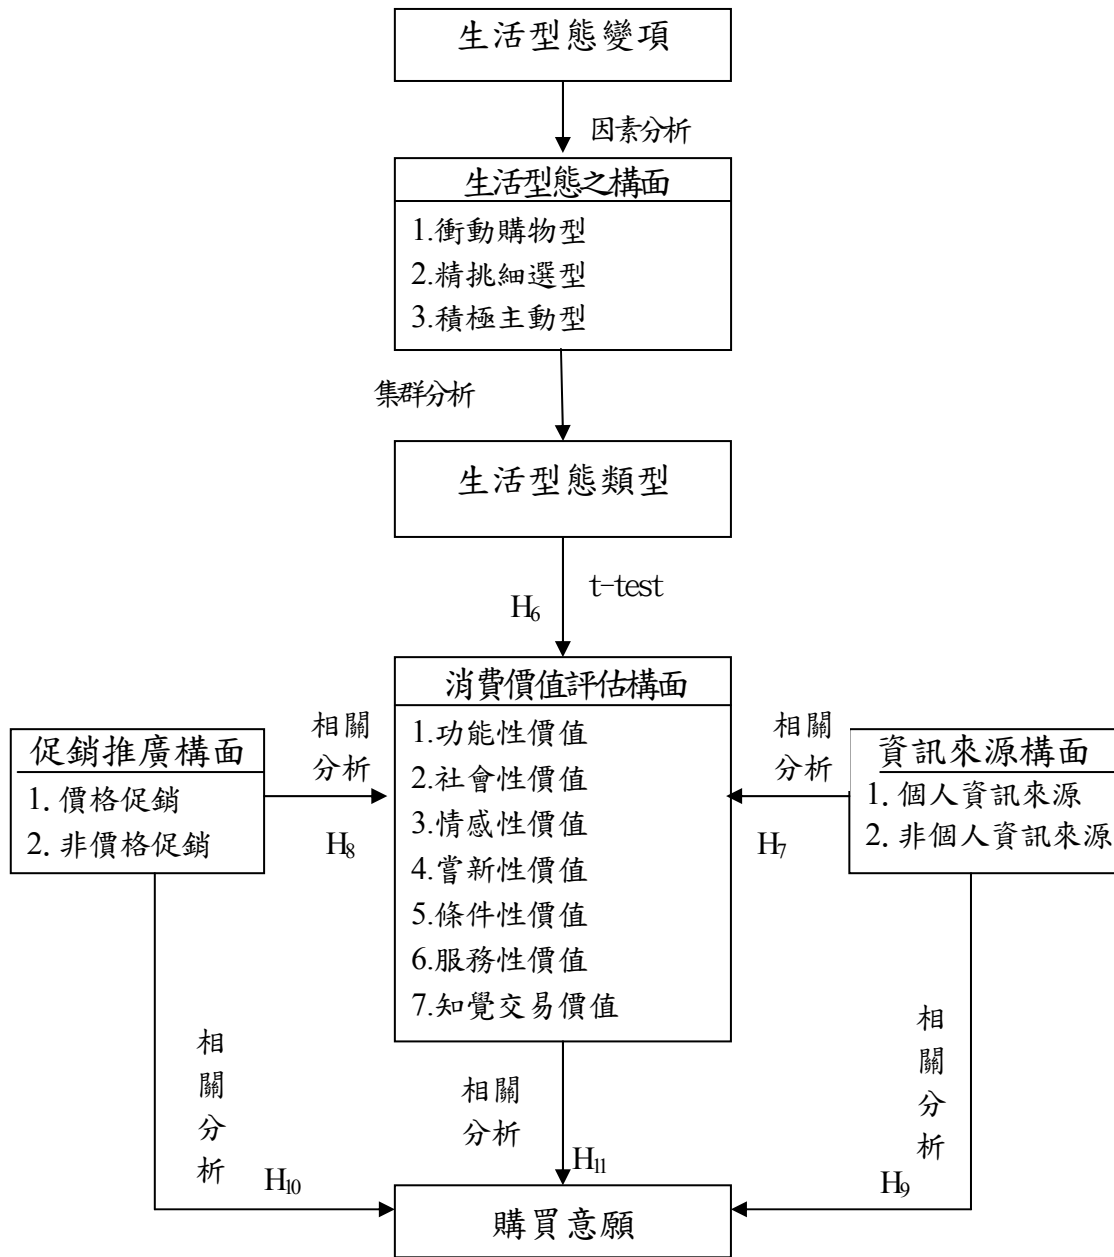 生活型態變項
因素分析
生活型態之構面
1.衝動購物型
2.精挑細選型
3.積極主動型
集群分析
生活型態類型
t-test
H6
消費價值評估構面
1.功能性價值
2.社會性價值
3.情感性價值
4.嘗新性價值
5.條件性價值
6.服務性價值
7.知覺交易價值
相關
分析
促銷推廣構面
1.價格促銷
2.非價格促銷
H8
相關
分析
資訊來源構面
1.個人資訊來源
2.非個人資訊來源
H7
相
關
分
析
H10
相關
分析
H11
相
關
分
析
H9
購買意願